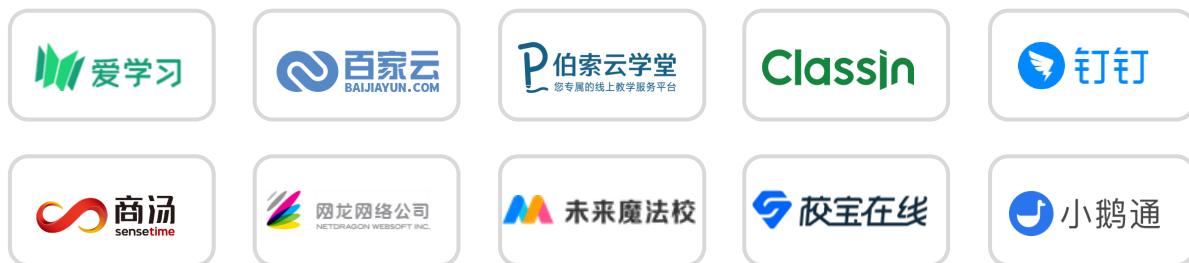 爱学习
百家云
BAIJIAYUN.COM
伯索云学堂
您专属的线上教学服务平台
ClassIn
钉钉
商汤
sensetime
网龙网络公司
NETDRAGON WEBSOFT INC.
未来魔法校
校宝在线
小鹅通